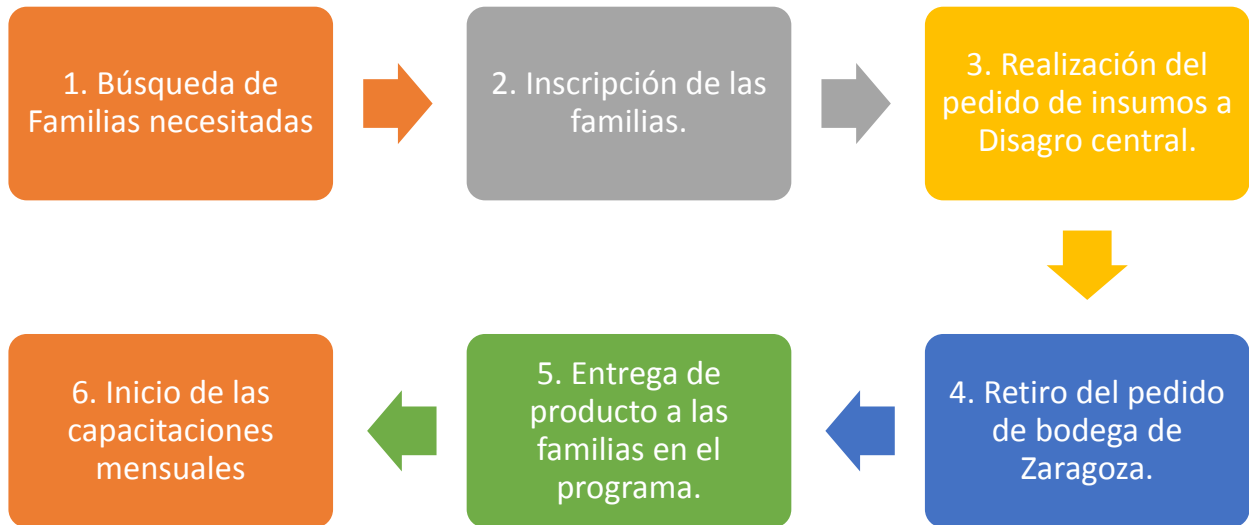 1. Búsqueda de
Familias necesitadas
2. Inscripción de las
familias.
3. Realización del
pedido de insumos a
Disagro central.
4. Retiro del pedido
de bodega de
Zaragoza.
5. Entrega de
producto a las
familias en el
programa.
6. Inicio de las
capacitaciones
mensuales